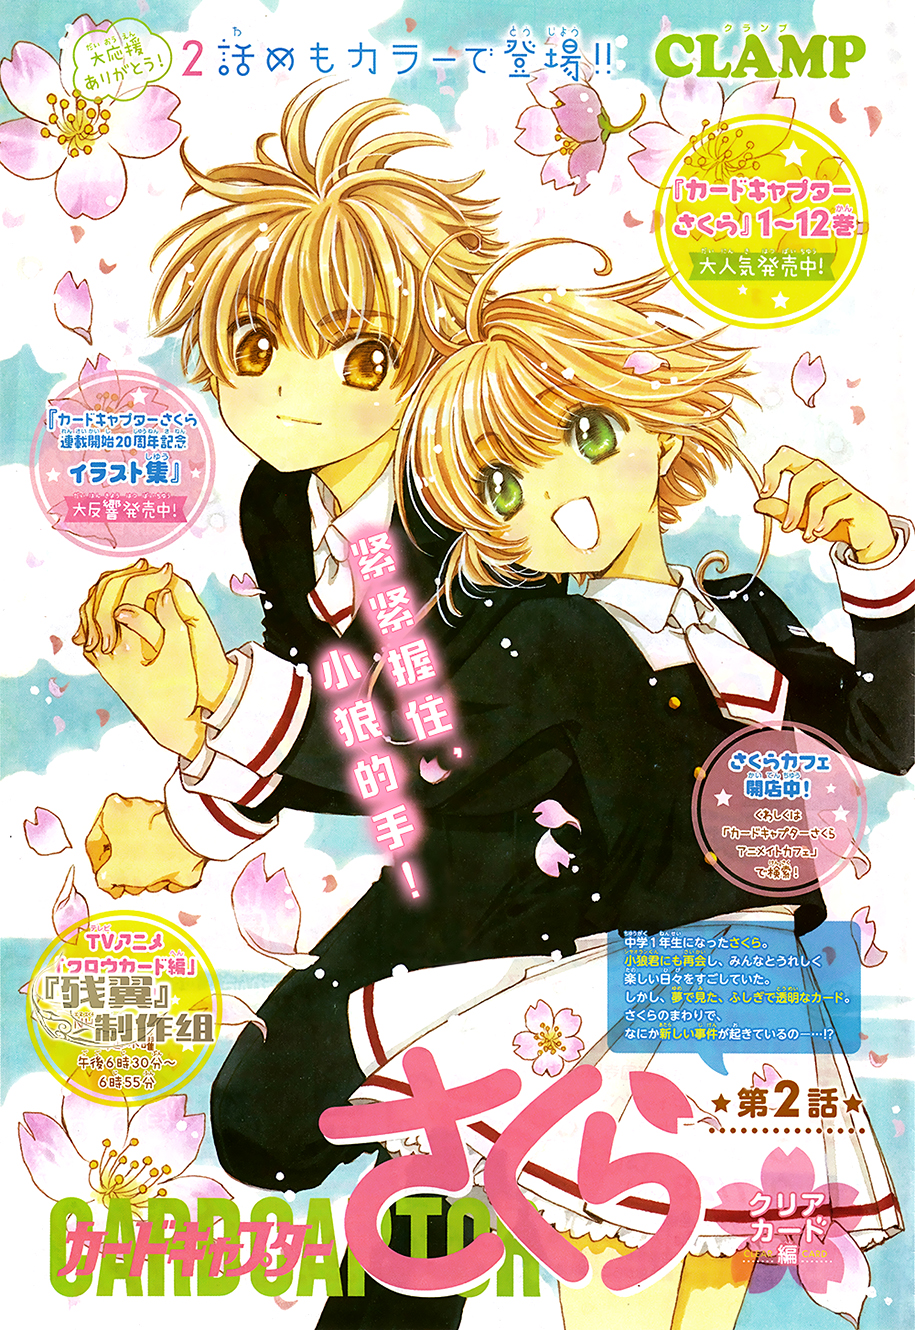 大応援
ありがとう!
2話めもカラーで登場!!
クランプ
CLAMP
『カードキャプター
さくら』1〜12巻
大人気発売中!
『カードキャプターさくら
連載開始20周年記念
イラスト集』
大反響発売中!
紧紧握住,
小狼的手!
さくらカフェ
開店中!
くわしくは
「カードキャプターさくら
アニメイトカフェ」
で検索!
TVアニメ
「クロウカード編」
『残翼』
制作组
午後6時30分〜
6時55分
中学1年生になったさくら。
小狼君にも再会し、みんなとうれしく
楽しい日々をすごしていた。
しかし、夢で見た、ふしぎで透明なカード。
さくらのまわりで、
なにか新しい事件が起きているの……!?
★第2話★
CARDCAPTOR
カードキャプター
さくら
クリア
カード
編
CLEAR CARD